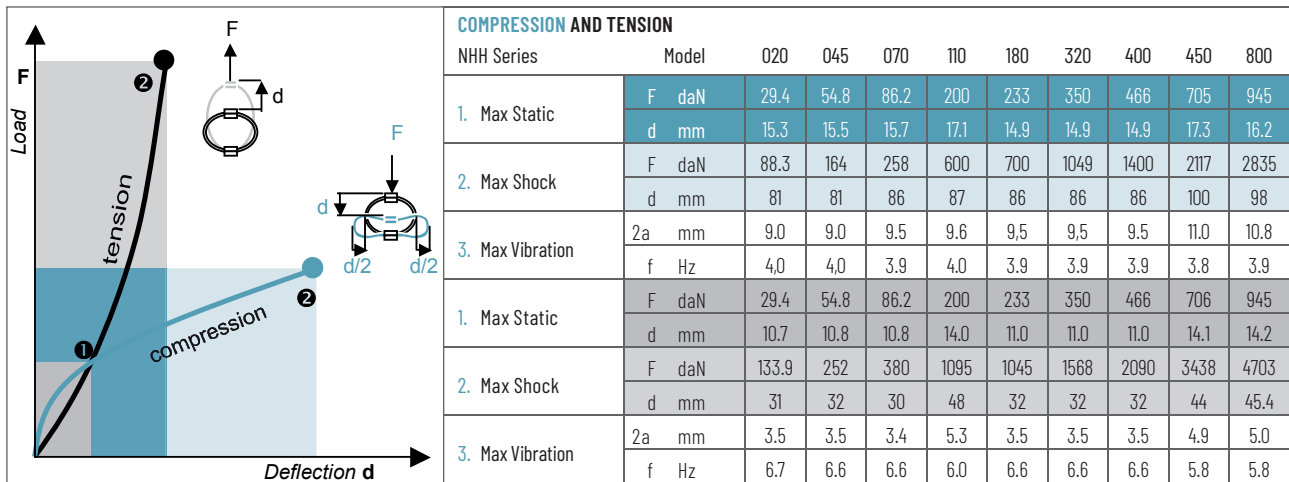 F
Load
❷
F
d
tension
F
d
d/2 d/2
❷
❶
compression
Deflection d
COMPRESSION AND TENSION
NHH Series Model 020 045 070 110 180 320 400 450 800
1. Max Static F daN 29.4 54.8 86.2 200 233 350 466 705 945
d mm 15.3 15.5 15.7 17.1 14.9 14.9 14.9 17.3 16.2
2. Max Shock F daN 88.3 164 258 600 700 1049 1400 2117 2835
d mm 81 81 86 87 86 86 86 100 98
3. Max Vibration 2a mm 9.0 9.0 9.5 9.6 9,5 9,5 9.5 11.0 10.8
f Hz 4,0 4,0 3.9 4.0 3.9 3.9 3.9 3.8 3.9
1. Max Static F daN 29.4 54.8 86.2 200 233 350 466 706 945
d mm 10.7 10.8 10.8 14.0 11.0 11.0 11.0 14.1 14.2
2. Max Shock F daN 133.9 252 380 1095 1045 1568 2090 3438 4703
d mm 31 32 30 48 32 32 32 44 45.4
3. Max Vibration 2a mm 3.5 3.5 3.4 5.3 3.5 3.5 3.5 4.9 5.0
f Hz 6.7 6.6 6.6 6.0 6.6 6.6 6.6 5.8 5.8